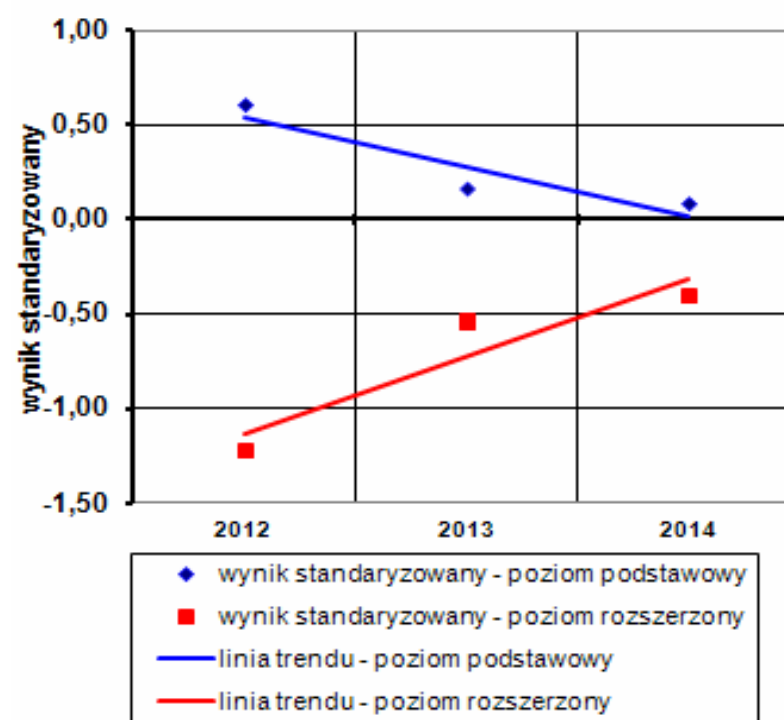 1,00
0,50
0,00
-0,50
-1,00
-1,50
wynik standaryzowany
2012 2013 2014
wynik standaryzowany - poziom podstawowy
wynik standaryzowany - poziom rozszerzony
linia trendu - poziom podstawowy
linia trendu - poziom rozszerzony